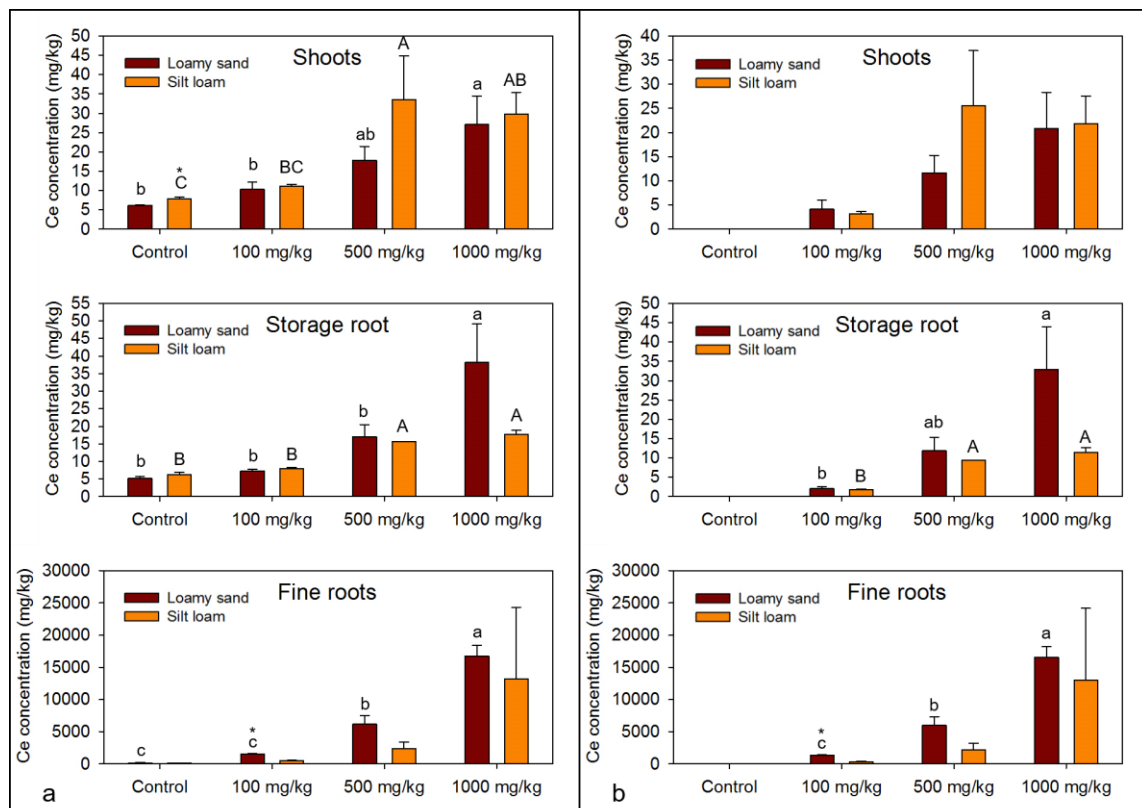 Shoots
Loamy sand
Silt loam
Ce concentration (mg/kg)
50
45
40
35
30
25
20
15
10
5
0
b
*
C
b
BC
ab
A
a
AB
Control
100 mg/kg
500 mg/kg
1000 mg/kg
Storage root
Loamy sand
Silt loam
Ce concentration (mg/kg)
55
50
45
40
35
30
25
20
15
10
5
0
b
B
b
B
b
A
a
A
Control
100 mg/kg
500 mg/kg
1000 mg/kg
Fine roots
Loamy sand
Silt loam
Ce concentration (mg/kg)
30000
25000
20000
15000
10000
5000
0
c
*
c
b
a
Control
100 mg/kg
500 mg/kg
1000 mg/kg
a
Shoots
Loamy sand
Silt loam
Ce concentration (mg/kg)
40
35
30
25
20
15
10
5
0
Control
100 mg/kg
500 mg/kg
1000 mg/kg
Storage root
Loamy sand
Silt loam
Ce concentration (mg/kg)
50
45
40
35
30
25
20
15
10
5
0
b
B
ab
A
a
A
Control
100 mg/kg
500 mg/kg
1000 mg/kg
Fine roots
Loamy sand
Silt loam
Ce concentration (mg/kg)
30000
25000
20000
15000
10000
5000
0
*
c
b
a
Control
100 mg/kg
500 mg/kg
1000 mg/kg
b